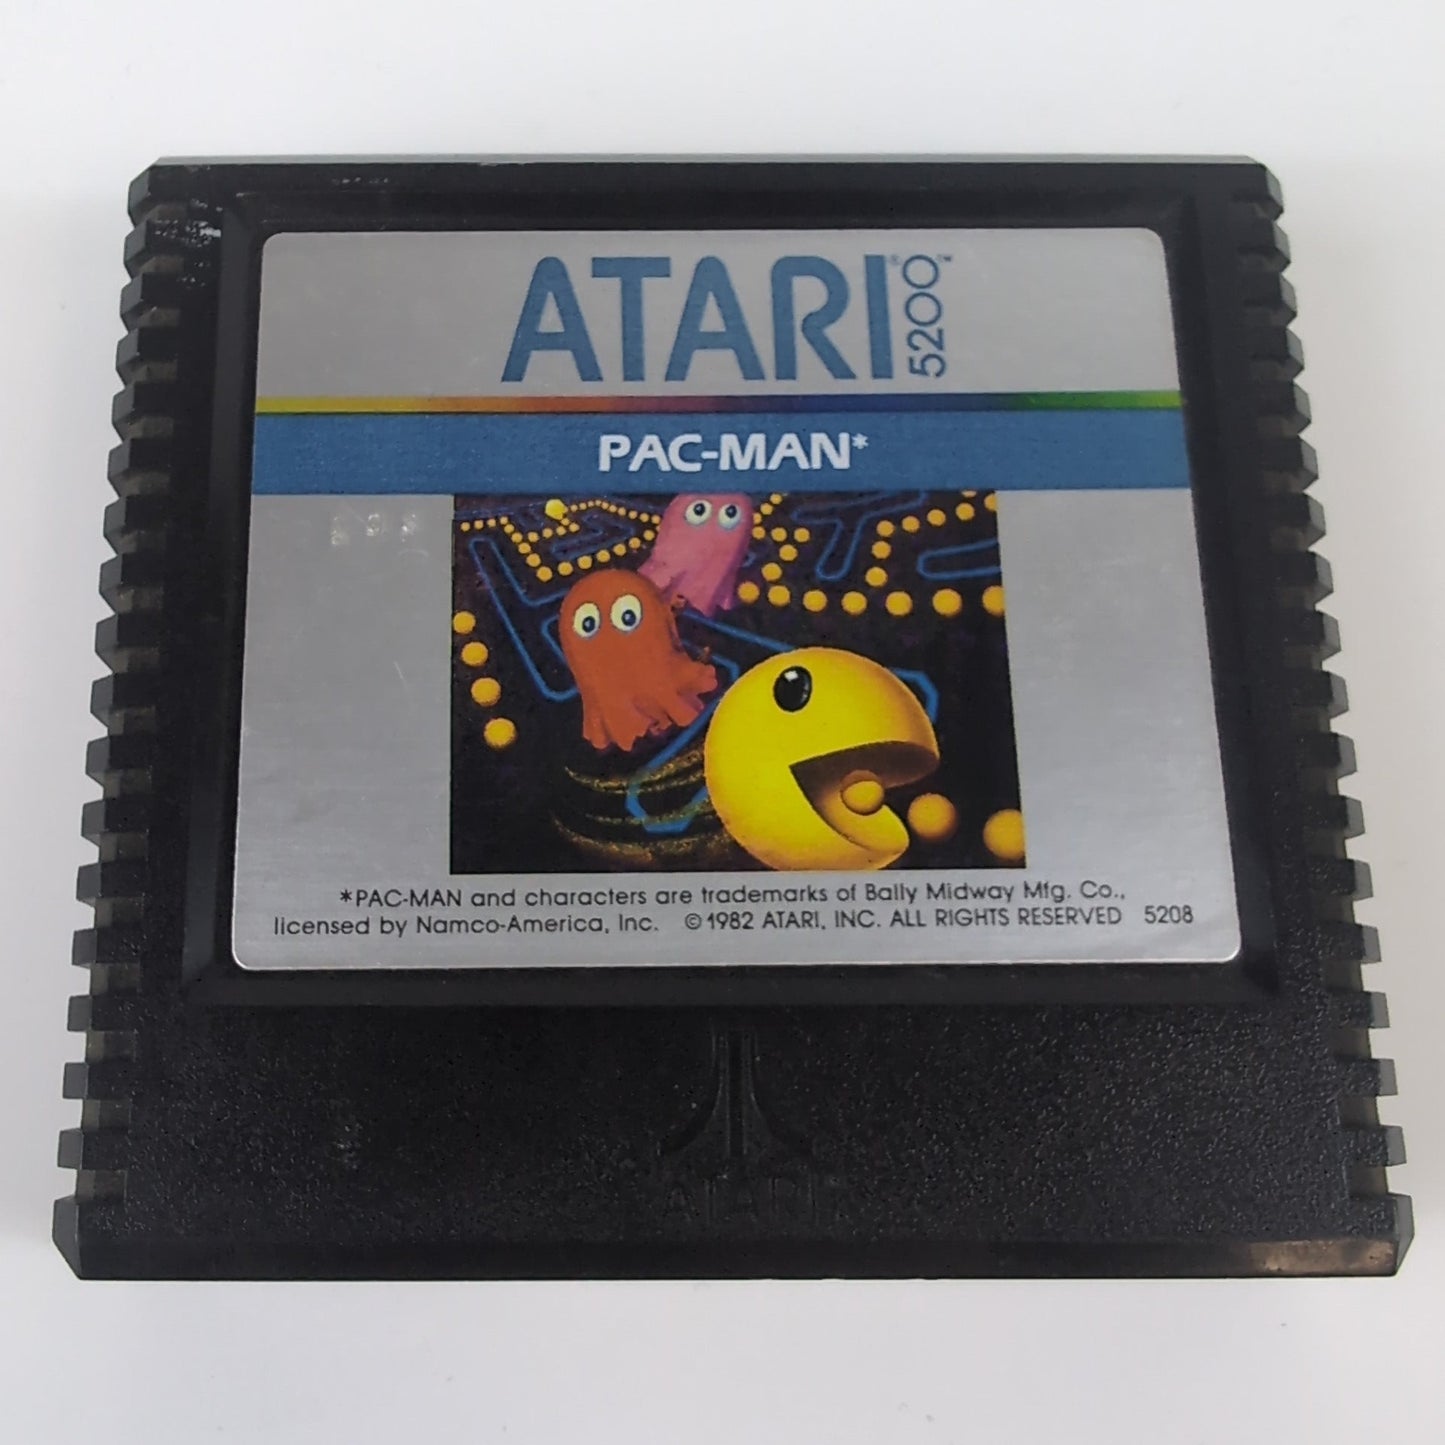 ATARI® 5200™
PAC-MAN*
*PAC-MAN and characters are trademarks of Bally Midway Mfg. Co.,
licensed by Namco-America, Inc. ©1982 ATARI, INC. ALL RIGHTS RESERVED 5208
ATARI